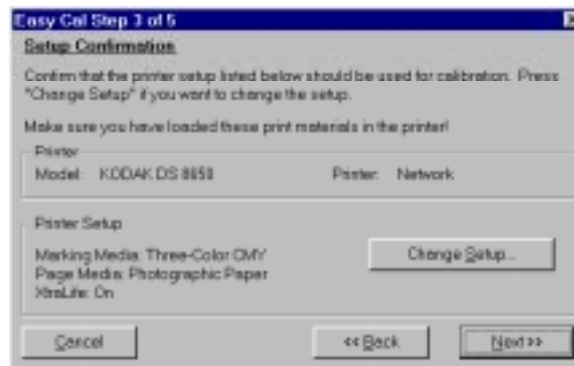 Easy Cal Step 3 of 5
Setup Confirmation
Confirm that the printer setup listed below should be used for calibration. Press
"Change Setup" if you want to change the setup.
Make sure you have loaded these print materials in the printer!
Printer
Model: KODAK DS 8650 Printer: Network
Printer Setup
Marking Media: Three-Color CMY
Page Media: Photographic Paper
XtraLife: On
Change Setup...
Cancel
<< Back
Next >>